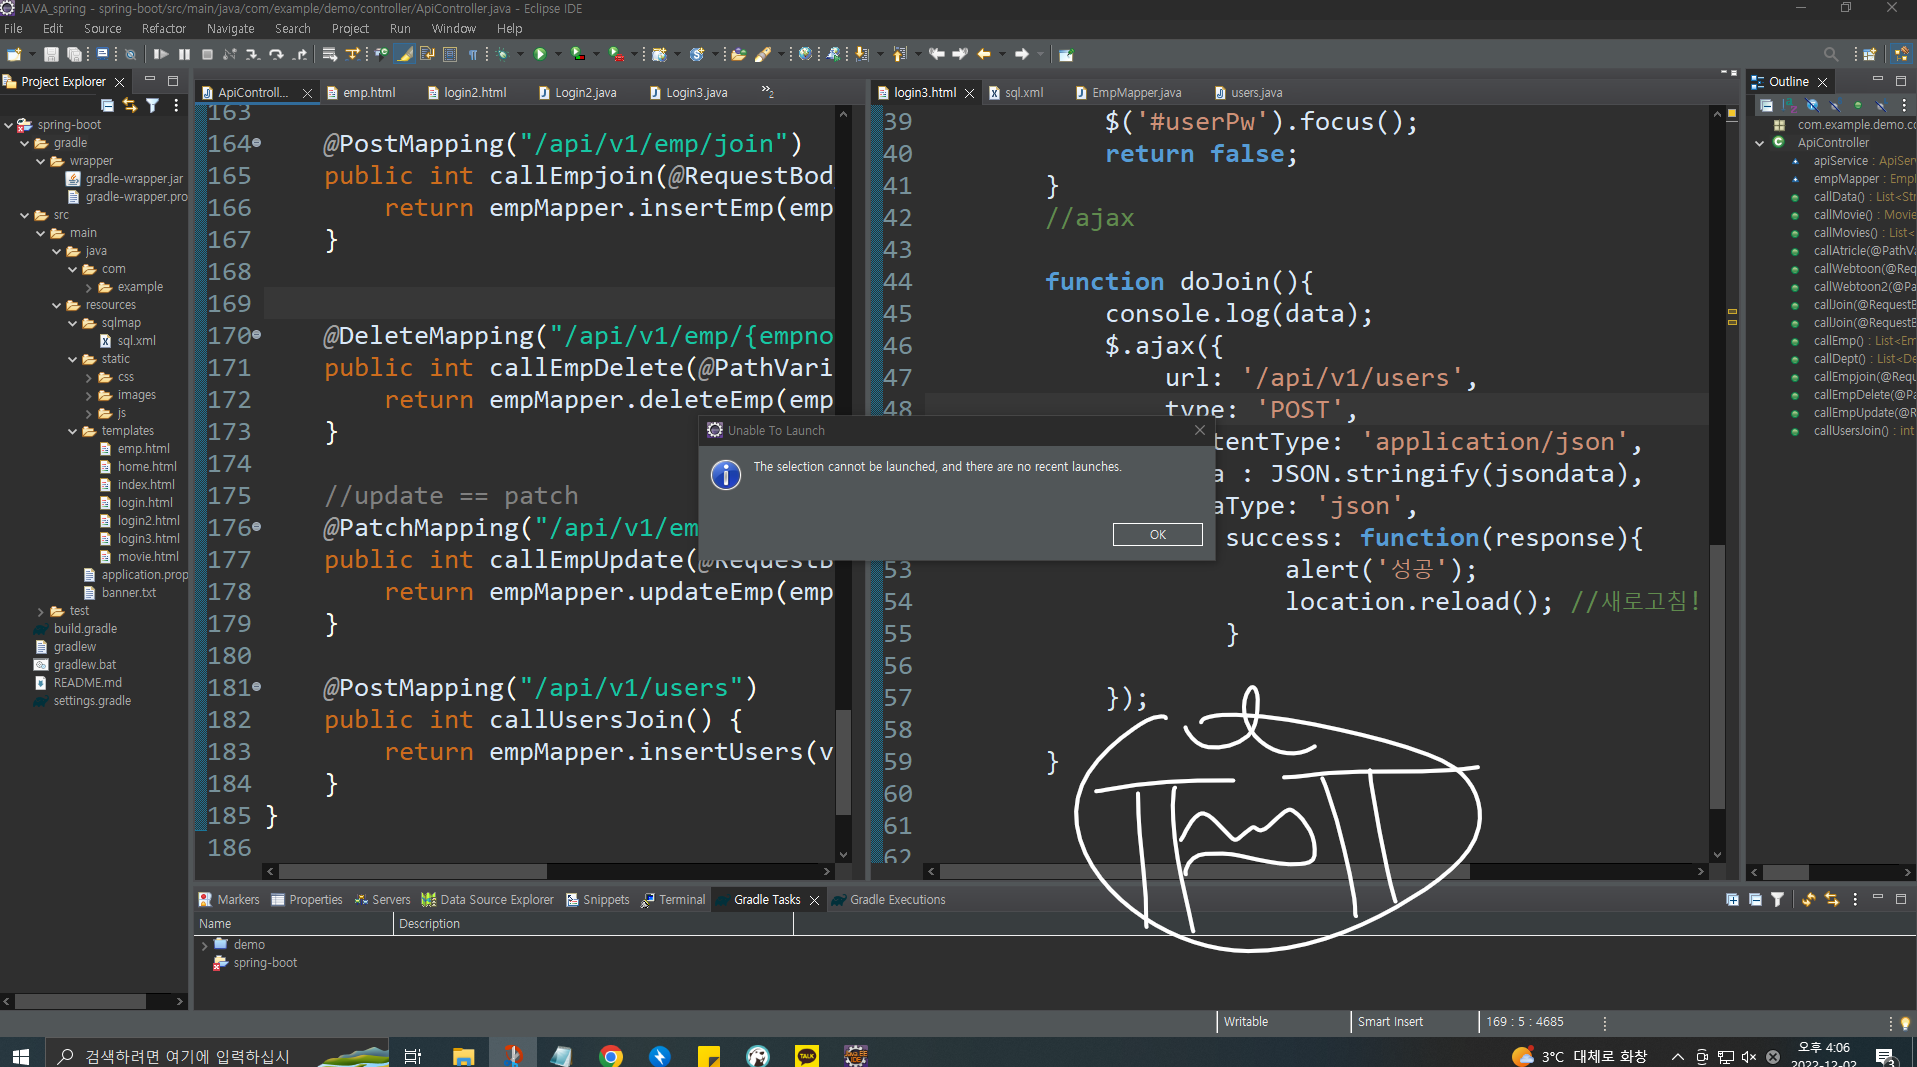 JAVA_spring - spring-boot/src/main/java/com/example/demo/controller/ApiController.java - Eclipse IDE
File Edit Source Refactor Navigate Search Project Run Window Help
Project Explorer
spring-boot
gradle
wrapper
gradle-wrapper.jar
gradle-wrapper.pro
src
main
java
com
example
resources
sqlmap
sql.xml
static
css
images
js
templates
emp.html
home.html
index.html
login.html
login2.html
login3.html
movie.html
application.prop
banner.txt
test
build.gradle
gradlew
gradlew.bat
README.md
settings.gradle
ApiControll... emp.html login2.html Login2.java Login3.java »2
163
164 @PostMapping("/api/v1/emp/join")
165 public int callEmpjoin(@RequestBod
166 return empMapper.insertEmp(emp
167 }
168
169
170 @DeleteMapping("/api/v1/emp/{empno
171 public int callEmpDelete(@PathVari
172 return empMapper.deleteEmp(emp
173 }
174
175 //update == patch
176 @PatchMapping("/api/v1/em
177 public int callEmpUpdate(@RequestB
178 return empMapper.updateEmp(emp
179 }
180
181 @PostMapping("/api/v1/users")
182 public int callUsersJoin() {
183 return empMapper.insertUsers(v
184 }
185 }
186
login3.html sql.xml EmpMapper.java users.java
39 $('#userPw').focus();
40 return false;
41 }
42 //ajax
43
44 function doJoin(){
45 console.log(data);
46 $.ajax({
47 url: '/api/v1/users',
48 type: 'POST',
tentType: 'application/json',
a : JSON.stringify(jsondata),
aType: 'json',
success: function(response){
53 alert('성공');
54 location.reload(); //새로고침!
55 }
56
57 });
58
59 }
60
61
62
Unable To Launch
The selection cannot be launched, and there are no recent launches.
OK
Outline
com.example.demo.co
ApiController
apiService : ApiServ
empMapper : Emp
callData() : List<Str
callMovie() : Movie
callMovies() : List<
callAtricle(@PathVa
callWebtoon(@Req
callWebtoon2(@Pa
callJoin(@RequestB
callJoin(@RequestB
callEmp() : List<Em
callDept() : List<De
callEmpjoin(@Requ
callEmpDelete(@Pa
callEmpUpdate(@R
callUsersJoin() : int
Markers Properties Servers Data Source Explorer Snippets Terminal Gradle Tasks Gradle Executions
Name Description
demo
spring-boot
Writable Smart Insert 169 : 5 : 4685
검색하려면 여기에 입력하십시
TALK
3°C 대체로 화창
오후 4:06
2022-12-02
3